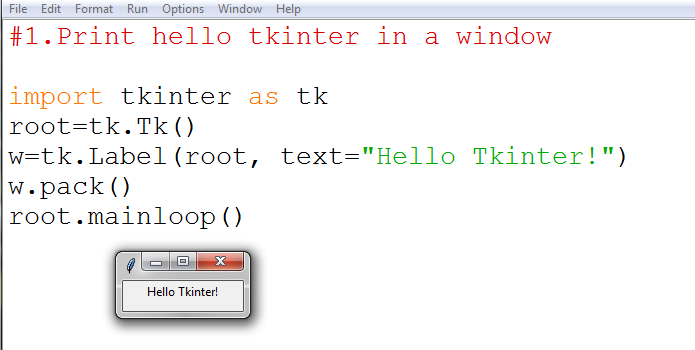 File Edit Format Run Options Window Help
#1.Print hello tkinter in a window
import tkinter as tk
root=tk.Tk()
w=tk.Label(root, text="Hello Tkinter!")
w.pack()
root.mainloop()
Hello Tkinter!